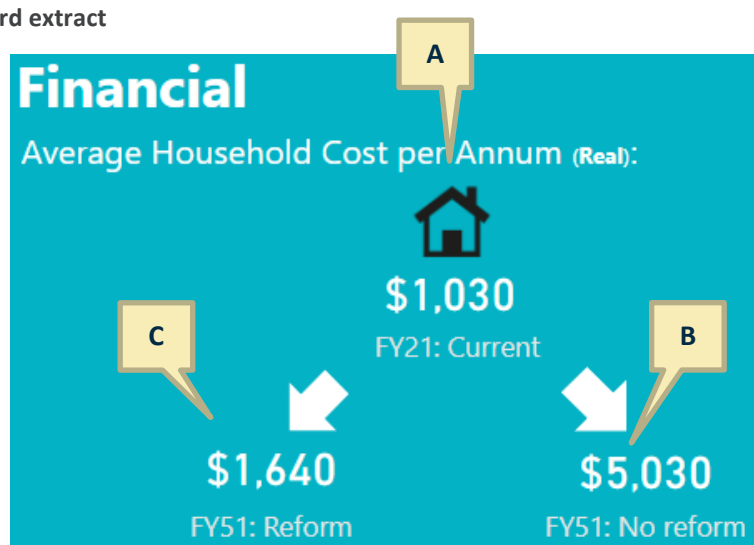 rd extract
A
Financial
Average Household Cost per Annum (Real):
$1,030
FY21: Current
C
B
$1,640
$5,030
FY51: Reform
FY51: No reform